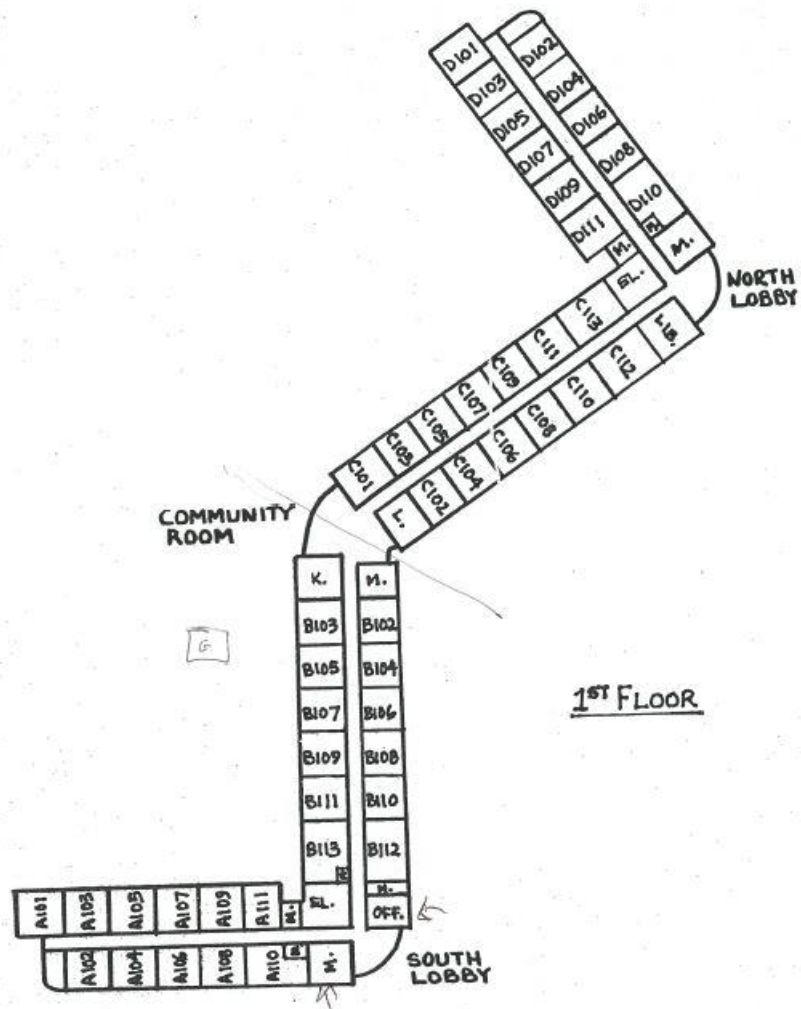 D101
D102
D103
D104
D105
D106
D107
D108
D109
D110
D111
M.
M.
M.
EL.
NORTH
LOBBY
C113
C111
C109
C107
C105
C103
C101
LIB.
C112
C110
C108
C106
C104
C102
L.
COMMUNITY
ROOM
K.
M.
B103
B102
G
B105
B104
1ST FLOOR
B107
B106
B109
B108
B111
B110
B113
B112
M.
A101
A103
A105
A107
A109
A111
M.
EL.
OFF.
A102
A104
A106
A108
A110
M.
SOUTH
LOBBY